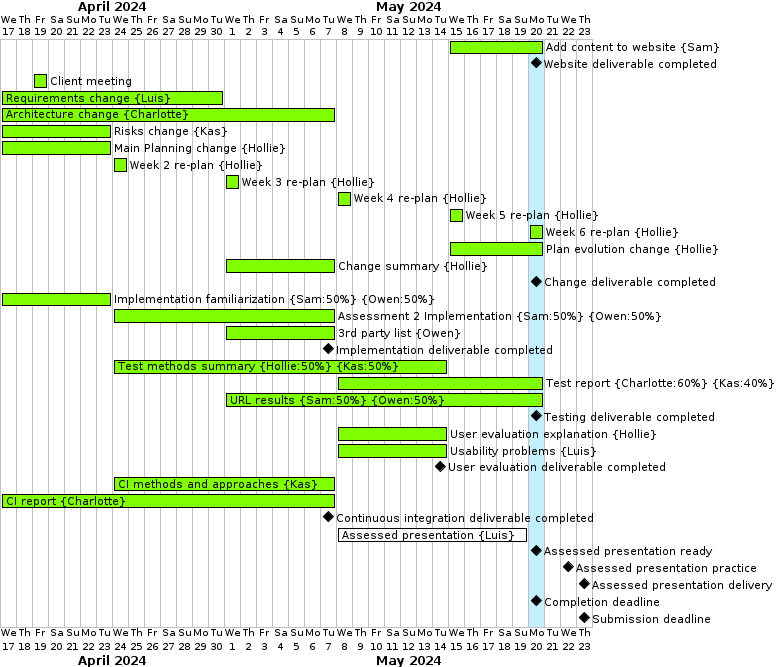 April 2024 May 2024
We Th Fr Sa Su Mo Tu We Th Fr Sa Su Mo Tu We Th Fr Sa Su Mo Tu We Th Fr Sa Su Mo Tu We Th Fr Sa Su Mo Tu We Th
17 18 19 20 21 22 23 24 25 26 27 28 29 30 1 2 3 4 5 6 7 8 9 10 11 12 13 14 15 16 17 18 19 20 21 22 23
Add content to website {Sam}
Website deliverable completed
Client meeting
Requirements change {Luis}
Architecture change {Charlotte}
Risks change {Kas}
Main Planning change {Hollie}
Week 2 re-plan {Hollie}
Week 3 re-plan {Hollie}
Week 4 re-plan {Hollie}
Week 5 re-plan {Hollie}
Week 6 re-plan {Hollie}
Plan evolution change {Hollie}
Change summary {Hollie}
Change deliverable completed
Implementation familiarization {Sam:50%} {Owen:50%}
Assessment 2 Implementation {Sam:50%} {Owen:50%}
3rd party list {Owen}
Implementation deliverable completed
Test methods summary {Hollie:50%} {Kas:50%}
Test report {Charlotte:60%} {Kas:40%}
URL results {Sam:50%} {Owen:50%}
Testing deliverable completed
User evaluation explanation {Hollie}
Usability problems {Luis}
User evaluation deliverable completed
CI methods and approaches {Kas}
CI report {Charlotte}
Continuous integration deliverable completed
Assessed presentation {Luis}
Assessed presentation ready
Assessed presentation practice
Assessed presentation delivery
Completion deadline
Submission deadline
We Th Fr Sa Su Mo Tu We Th Fr Sa Su Mo Tu We Th Fr Sa Su Mo Tu We Th Fr Sa Su Mo Tu We Th Fr Sa Su Mo Tu We Th
17 18 19 20 21 22 23 24 25 26 27 28 29 30 1 2 3 4 5 6 7 8 9 10 11 12 13 14 15 16 17 18 19 20 21 22 23
April 2024 May 2024